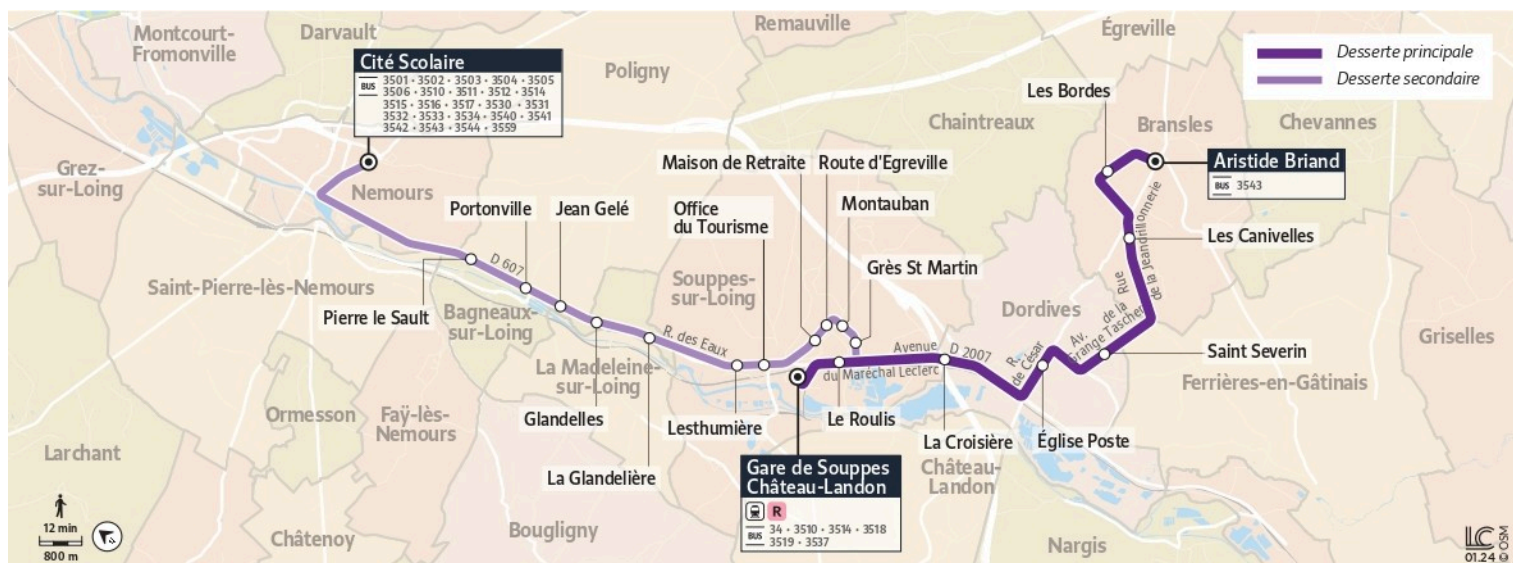 Montcourt-
Fromonville
Darvault
Remauville
Égreville
Cité Scolaire
BUS
3501 • 3502 • 3503 • 3504 • 3505
3506 • 3510 • 3511 • 3512 • 3514
3515 • 3516 • 3517 • 3530 • 3531
3532 • 3533 • 3534 • 3540 • 3541
3542 • 3543 • 3544 • 3559
Poligny
Desserte principale
Desserte secondaire
Les Bordes
Chaintreaux
Bransles
Chevannes
Grez-
sur-Loing
Nemours
Maison de Retraite
Route d'Egreville
Aristide Briand
BUS 3543
Portonville
Jean Gelé
Office
du Tourisme
Montauban
Les Canivelles
Rue
de la Jeandrillonnerie
D 607
Saint-Pierre-lès-Nemours
Souppes-
sur-Loing
Grès St Martin
Dordives
Pierre le Sault
Bagneaux-
sur-Loing
R. des Eaux
Avenue
du Maréchal Leclerc
D 2007
R.
de César
Av. de la
Grange Tascher
Saint Severin
Griselles
La Madeleine-
sur-Loing
Ferrières-en-Gâtinais
Ormesson
Faÿ-lès-
Nemours
Glandelles
Lesthumière
Le Roulis
La Croisière
Église Poste
Larchant
La Glandelière
Gare de Souppes
Château-Landon
R
BUS
34 • 3510 • 3514 • 3518
3519 • 3537
Château-
Landon
12 min
800 m
Châtenoy
Bougligny
Nargis
LC
01.24
© OSM